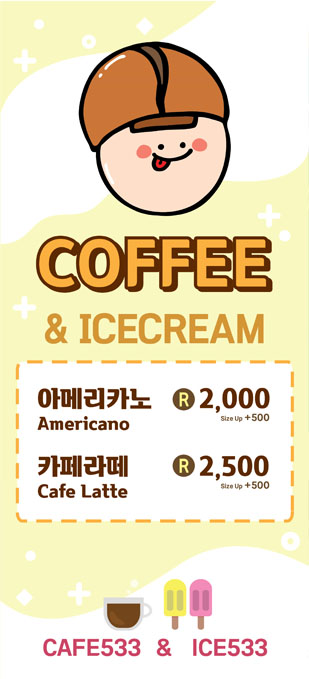 COFFEE
& ICECREAM
아메리카노 R 2,000
Americano Size Up +500
카페라떼 R 2,500
Cafe Latte Size Up +500
CAFE533 & ICE533